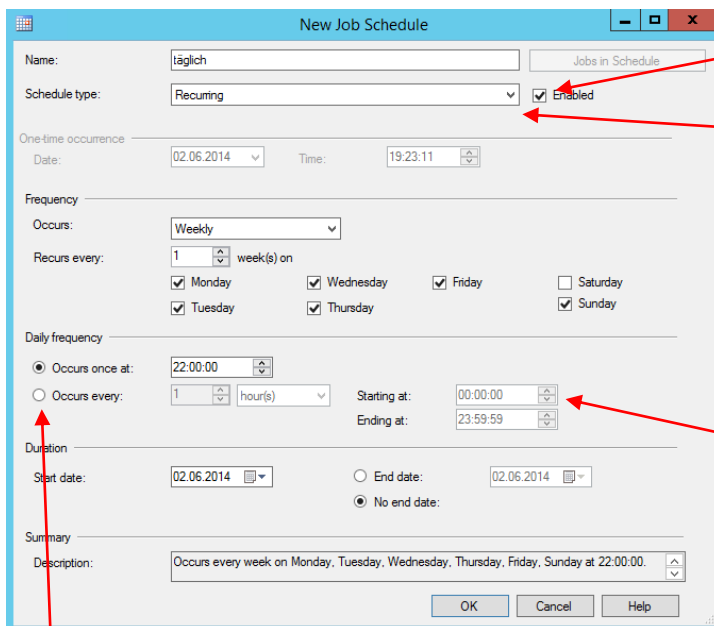 New Job Schedule
Name: täglich Jobs in Schedule
Schedule type: Recurring Enabled
One-time occurrence
Date: 02.06.2014 Time: 19:23:11
Frequency
Occurs: Weekly
Recurs every: 1 week(s) on
Monday Wednesday Friday Saturday
Tuesday Thursday Sunday
Daily frequency
Occurs once at: 22:00:00
Occurs every: 1 hour(s) Starting at: 00:00:00
Ending at: 23:59:59
Duration
Start date: 02.06.2014 End date: 02.06.2014
No end date:
Summary
Description: Occurs every week on Monday, Tuesday, Wednesday, Thursday, Friday, Sunday at 22:00:00.
OK Cancel Help